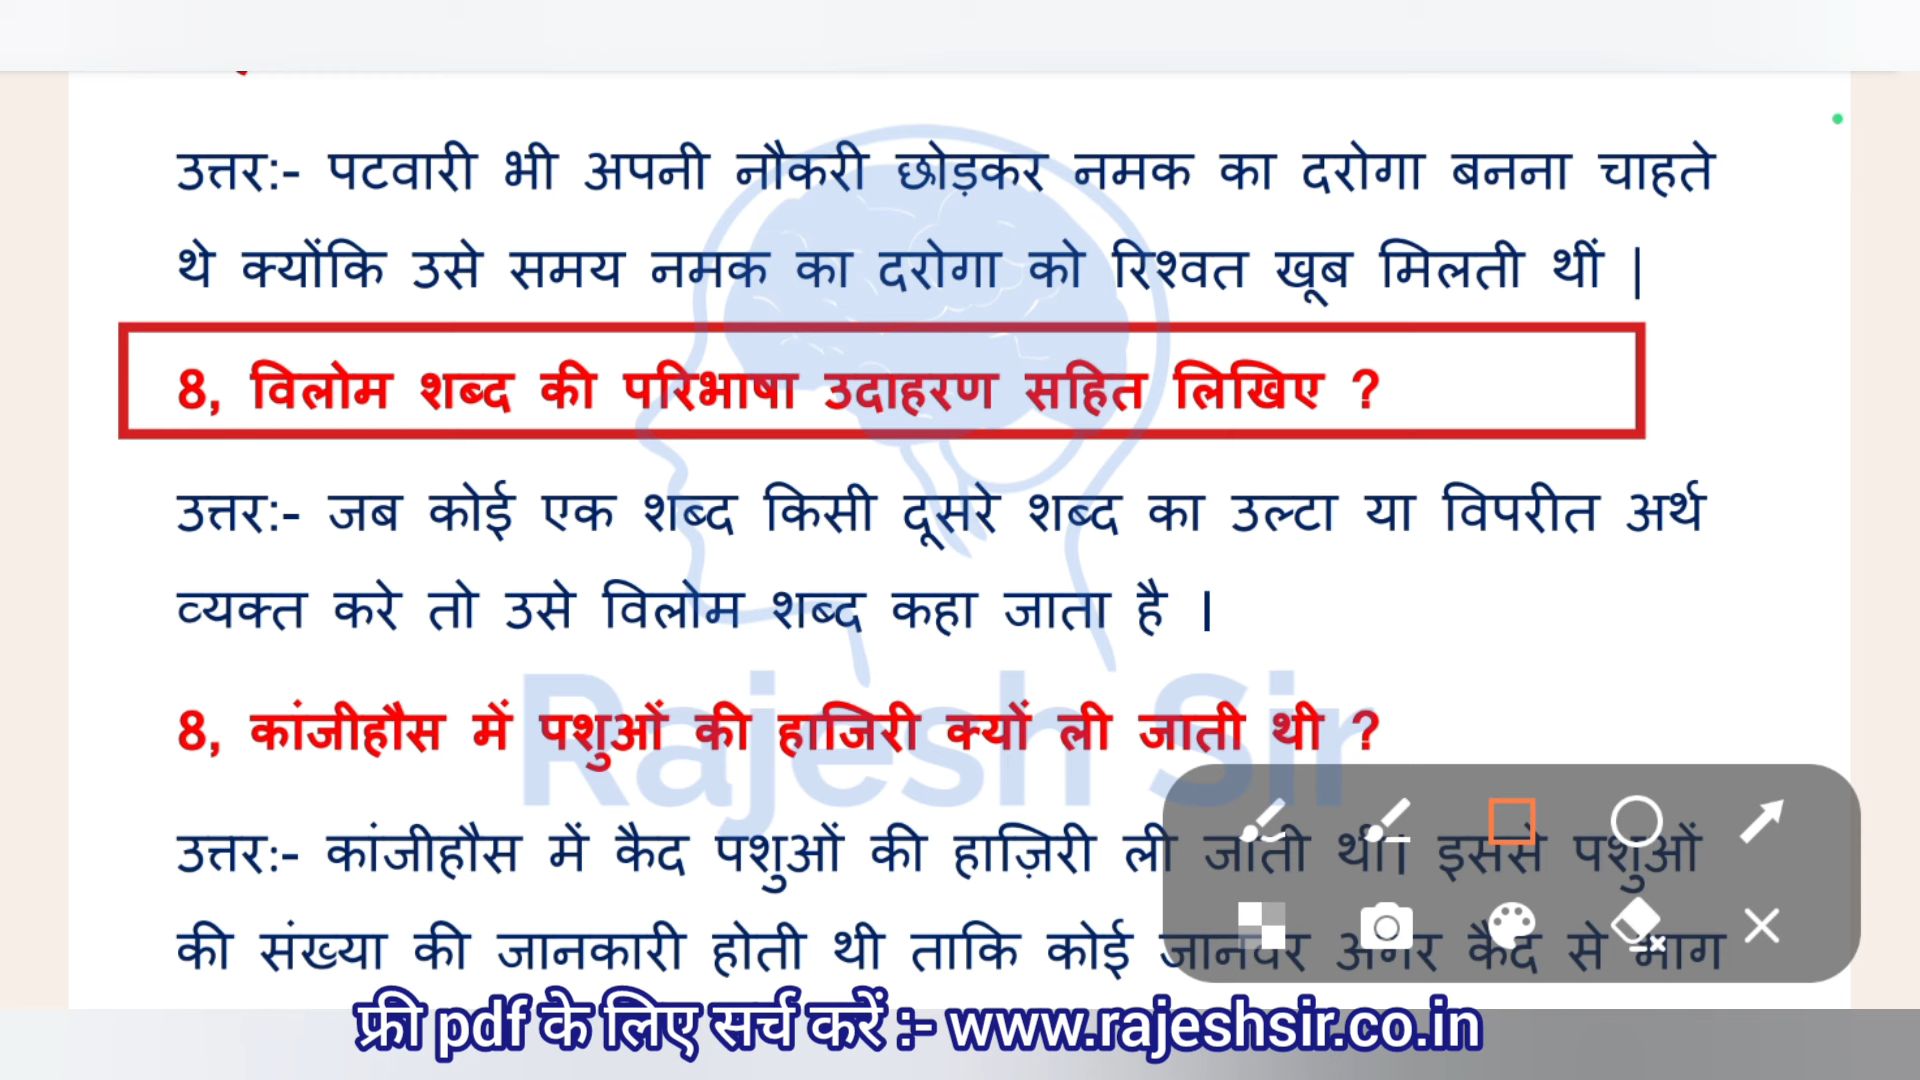 उत्तर:- पटवारी भी अपनी नौकरी छोड़कर नमक का दरोगा बनना चाहते
थे क्योंकि उसे समय नमक का दरोगा को रिश्वत खूब मिलती थीं |
8, विलोम शब्द की परिभाषा उदाहरण सहित लिखिए ?
उत्तर:- जब कोई एक शब्द किसी दूसरे शब्द का उल्टा या विपरीत अर्थ
व्यक्त करे तो उसे विलोम शब्द कहा जाता है ।
Rajesh Sir
8, कांजीहौस में पशुओं की हाजिरी क्यों ली जाती थी ?
उत्तर:- कांजीहौस में कैद पशुओं की हाज़िरी ली जाती थी| इससे पशुओं
की संख्या की जानकारी होती थी ताकि कोई जानवर अगर कैद से भाग
फ्री pdf के लिए सर्च करें :- www.rajeshsir.co.in